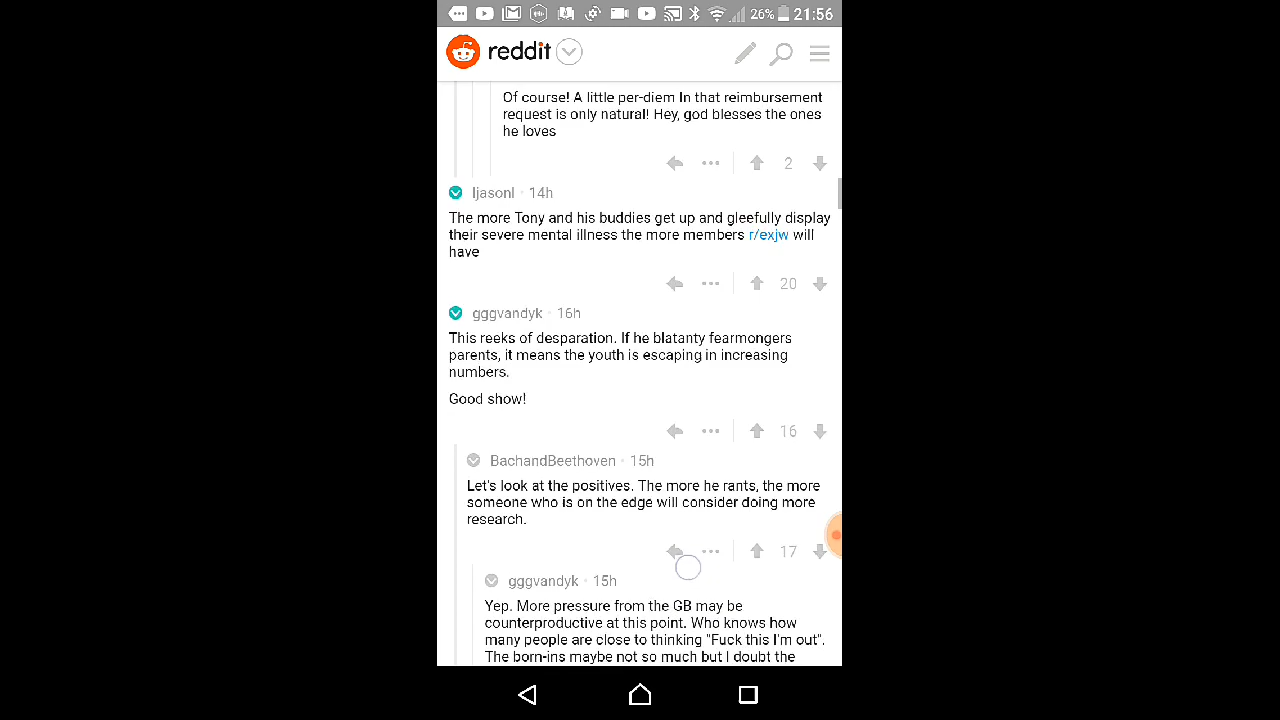 26% 21:56
reddit
Of course! A little per-diem In that reimbursement
request is only natural! Hey, god blesses the ones
he loves
2
ljasonl · 14h
The more Tony and his buddies get up and gleefully display
their severe mental illness the more members r/exjw will
have
20
gggvandyk · 16h
This reeks of desparation. If he blatanty fearmongers
parents, it means the youth is escaping in increasing
numbers.
Good show!
16
BachandBeethoven · 15h
Let's look at the positives. The more he rants, the more
someone who is on the edge will consider doing more
research.
17
gggvandyk · 15h
Yep. More pressure from the GB may be
counterproductive at this point. Who knows how
many people are close to thinking "Fuck this I'm out".
The born-ins maybe not so much but I doubt the